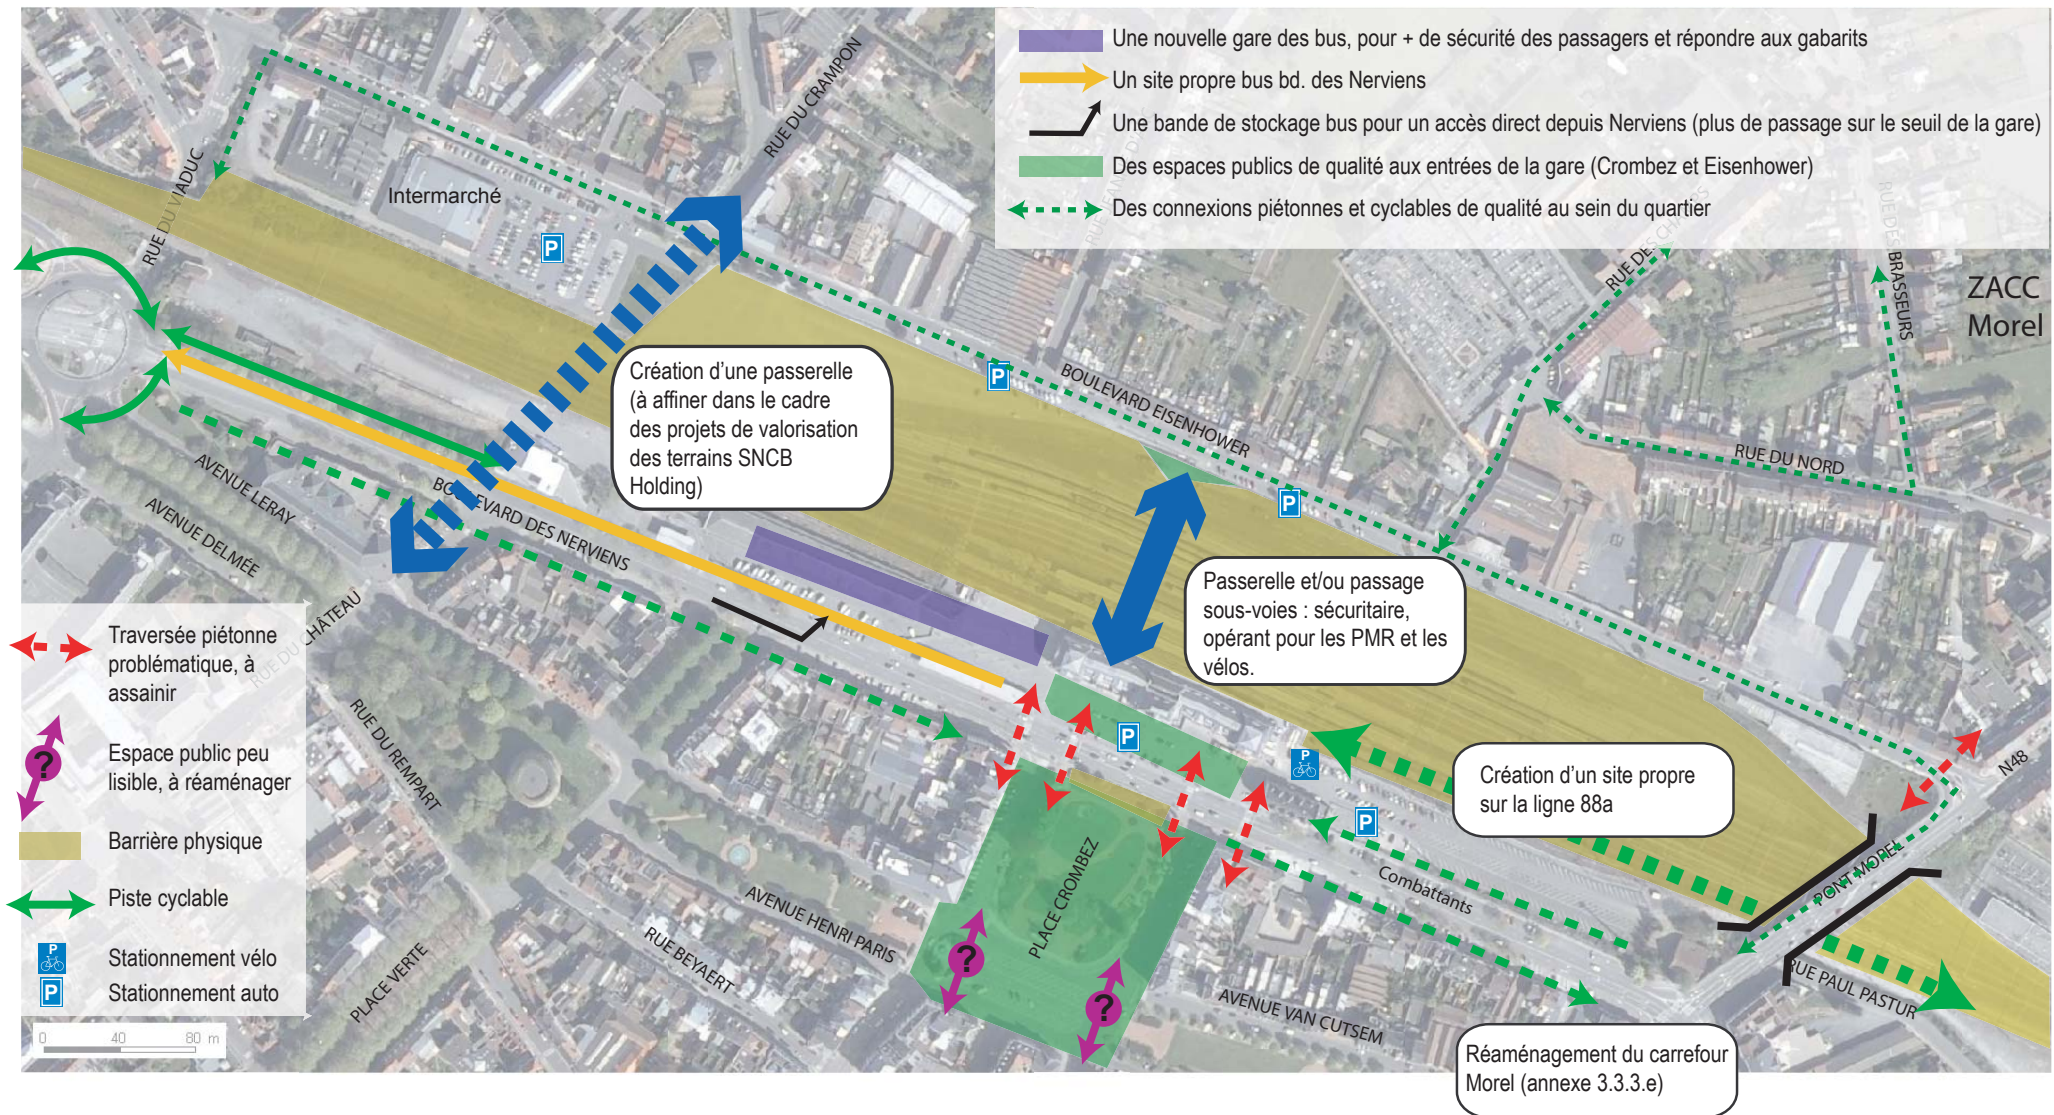 Une nouvelle gare des bus, pour + de sécurité des passagers et répondre aux gabarits
Un site propre bus bd. des Nerviens
Une bande de stockage bus pour un accès direct depuis Nerviens (plus de passage sur le seuil de la gare)
Des espaces publics de qualité aux entrées de la gare (Crombez et Eisenhower)
Des connexions piétonnes et cyclables de qualité au sein du quartier
RUE DU CRAMPON
RUE DU VIADUC
Intermarché
P
RUE DES CHAMPS
RUE DES BRASSEURS
ZACC
Morel
Création d'une passerelle
(à affiner dans le cadre
des projets de valorisation
des terrains SNCB
Holding)
P
BOULEVARD EISENHOWER
RUE DU NORD
P
AVENUE LERAY
AVENUE DELMÉE
BOULEVARD DES NERVIENS
Passerelle et/ou passage
sous-voies : sécuritaire,
opérant pour les PMR et les
vélos.
RUE DU CHÂTEAU
RUE DU REMPART
Traversée piétonne
problématique, à
assainir
?
Espace public peu
lisible, à réaménager
Barrière physique
Piste cyclable
P
Stationnement vélo
P
Stationnement auto
0 40 80 m
P
P
P
Création d'un site propre
sur la ligne 88a
N48
PONT MOREL
Combattants
PLACE CROMBEZ
AVENUE HENRI PARIS
RUE BEYAERT
PLACE VERTE
?
?
AVENUE VAN CUTSEM
RUE PAUL PASTUR
Réaménagement du carrefour
Morel (annexe 3.3.3.e)